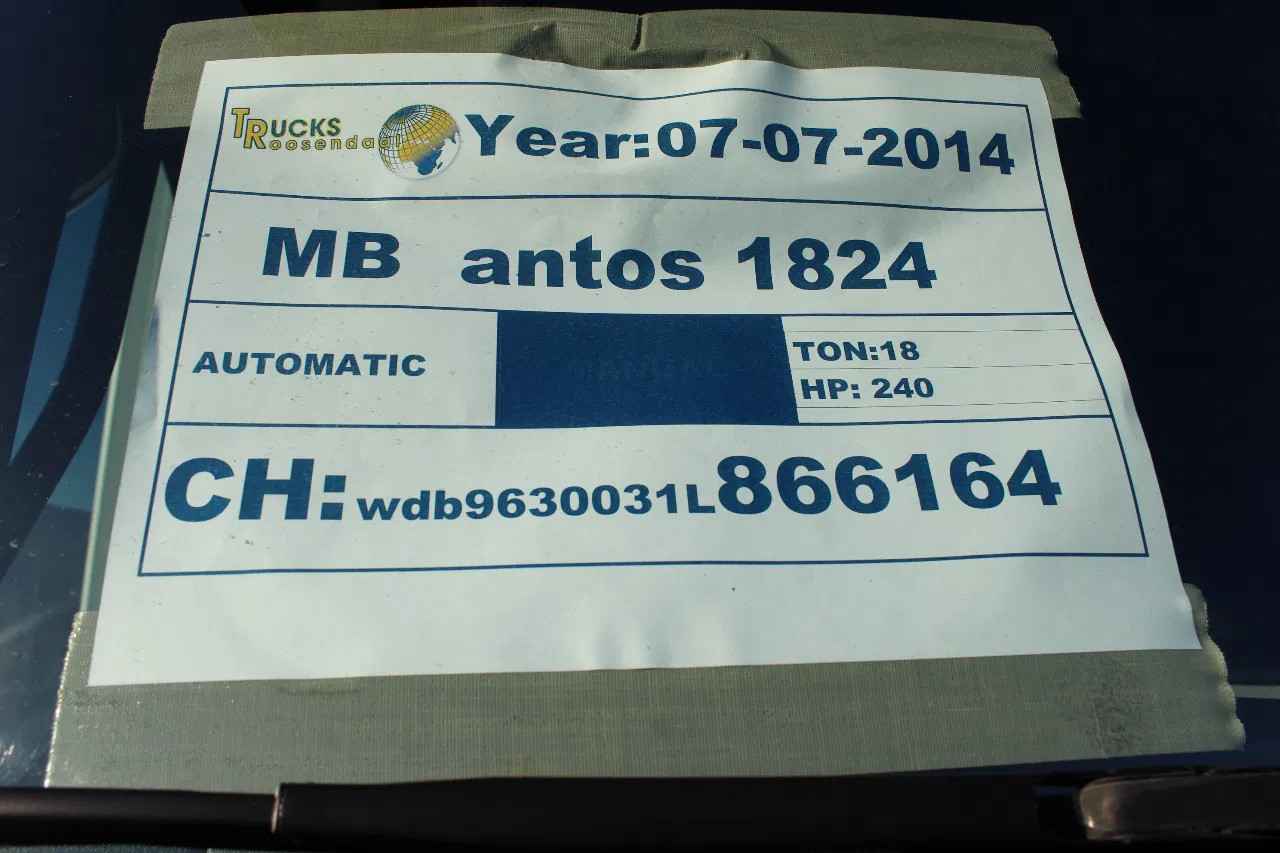 TRUCKS
Roosendaal
Year:07-07-2014
MB antos 1824
AUTOMATIC
TON:18
HP: 240
CH:wdb9630031L866164